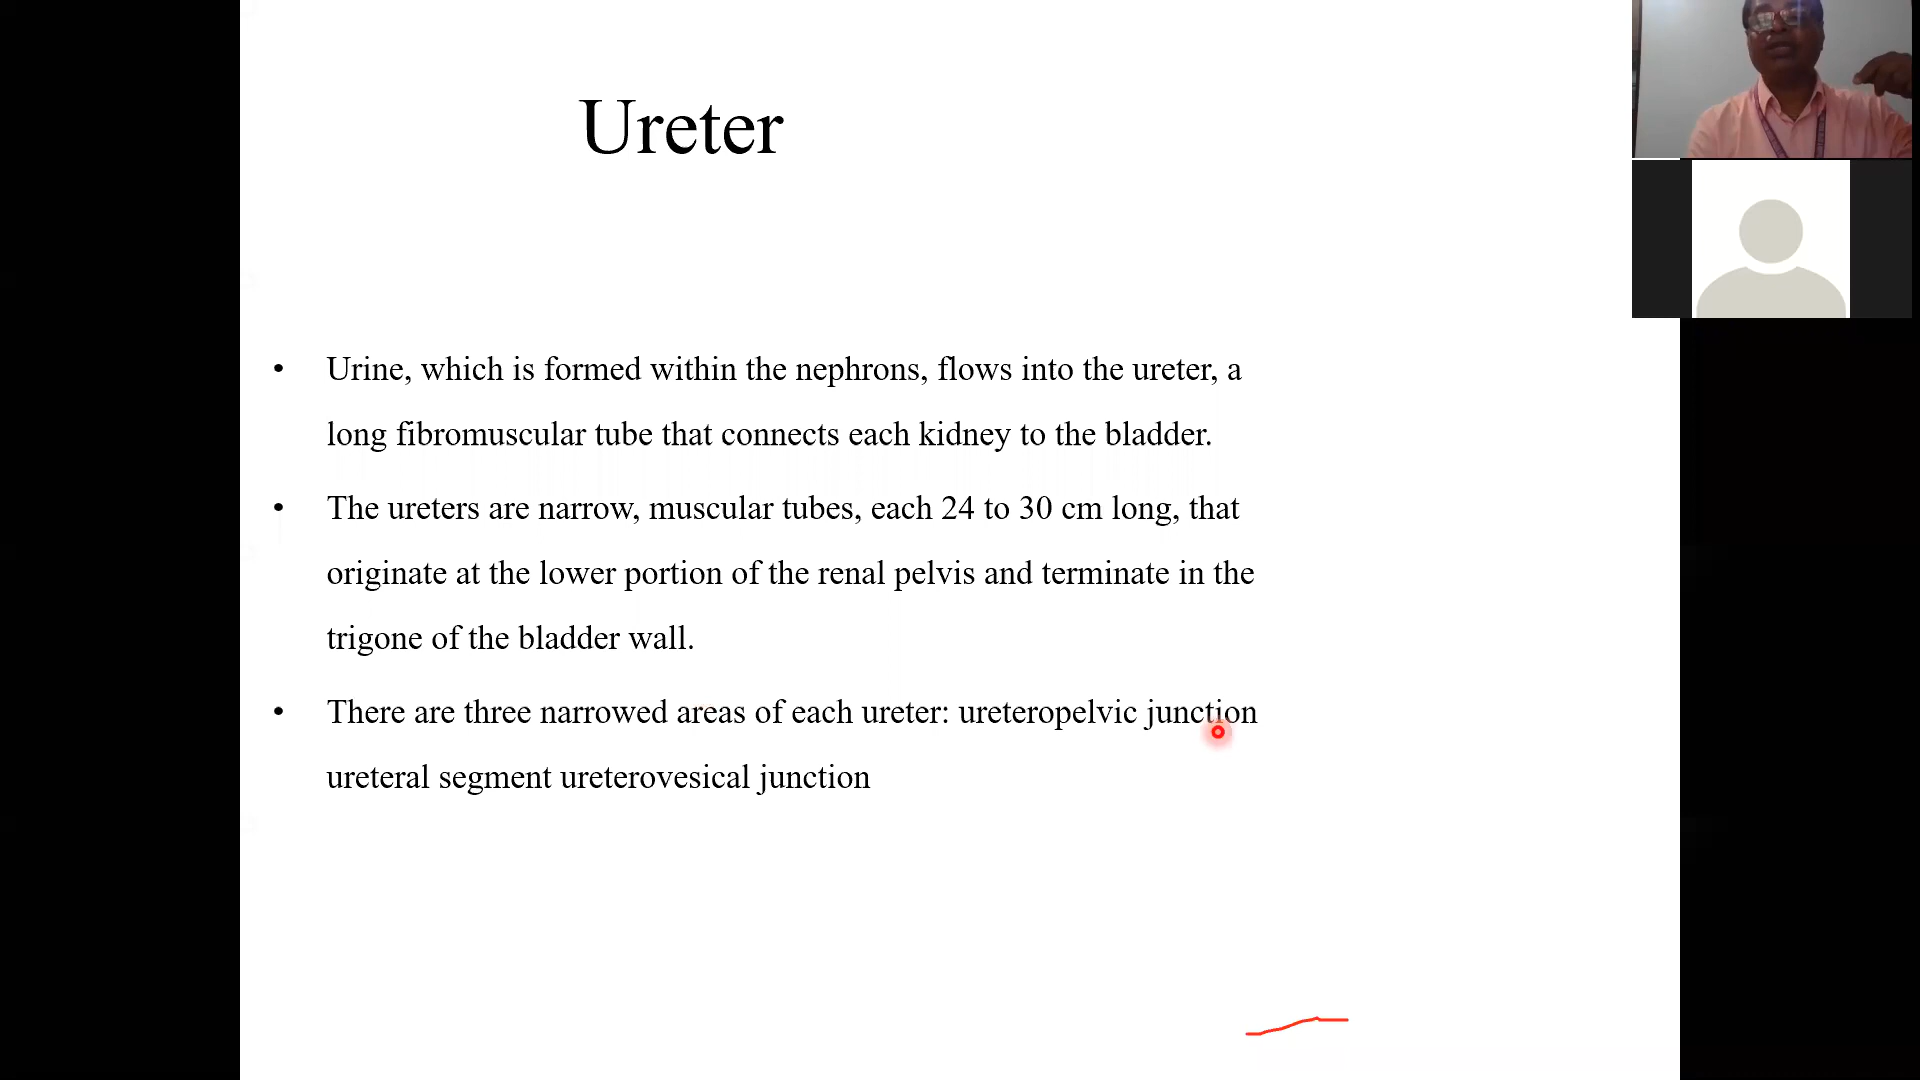 Ureter
• Urine, which is formed within the nephrons, flows into the ureter, a
long fibromuscular tube that connects each kidney to the bladder.
• The ureters are narrow, muscular tubes, each 24 to 30 cm long, that
originate at the lower portion of the renal pelvis and terminate in the
trigone of the bladder wall.
• There are three narrowed areas of each ureter: ureteropelvic junction
ureteral segment ureterovesical junction